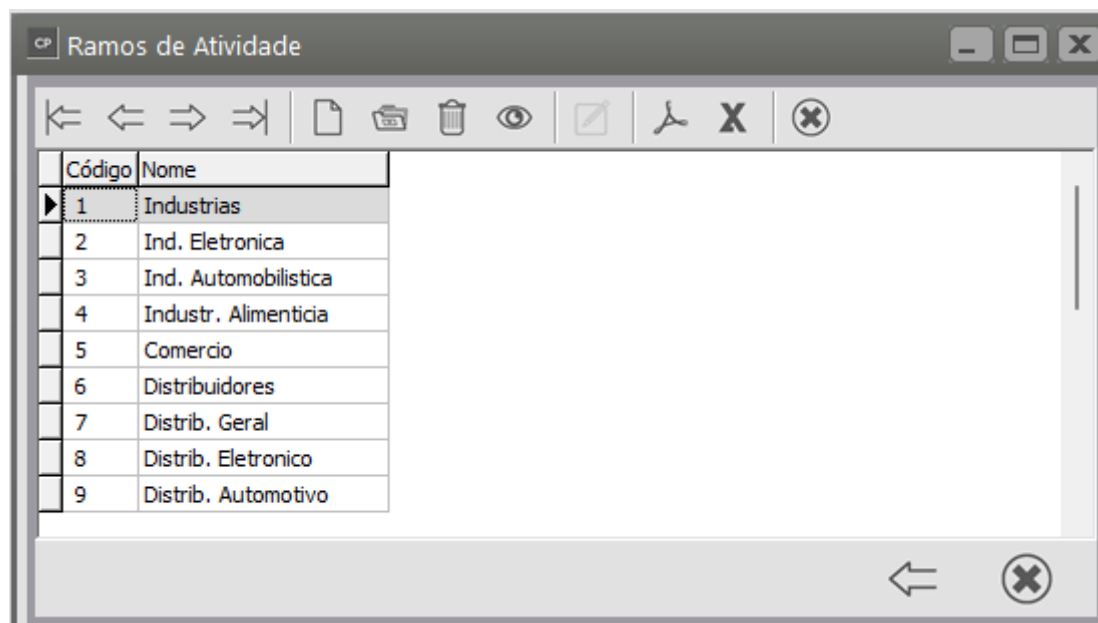 CP Ramos de Atividade
Código Nome
1 Industrias
2 Ind. Eletronica
3 Ind. Automobilistica
4 Industr. Alimenticia
5 Comercio
6 Distribuidores
7 Distrib. Geral
8 Distrib. Eletronico
9 Distrib. Automotivo